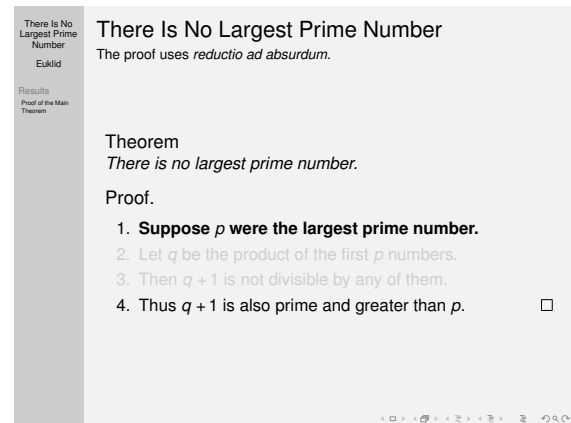 There Is No
Largest Prime
Number
Euklid
Results
Proof of the Main
Theorem
There Is No Largest Prime Number
The proof uses reductio ad absurdum.
Theorem
There is no largest prime number.
Proof.
1. Suppose p were the largest prime number.
2. Let q be the product of the first p numbers.
3. Then q + 1 is not divisible by any of them.
4. Thus q + 1 is also prime and greater than p.